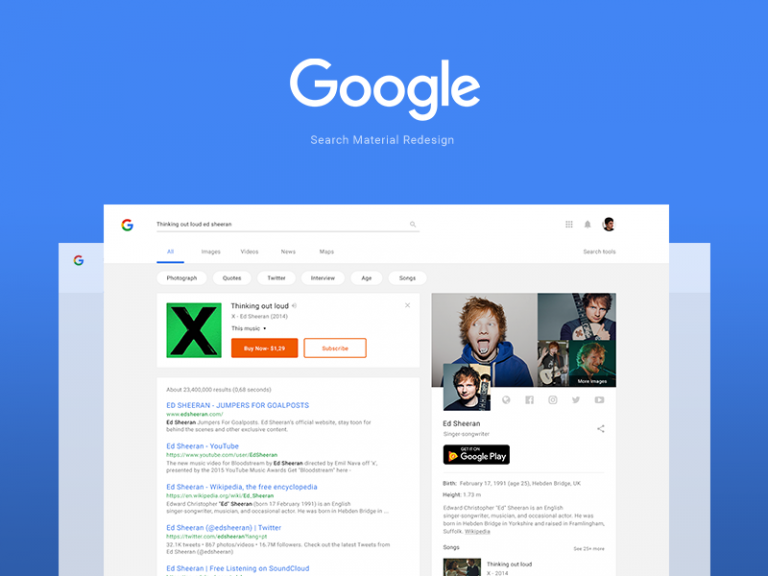 Google
Search Material Redesign
Thinking out loud ed sheeran
All
Images
Videos
News
Maps
Search tools
Photograph
Quotes
Twitter
Interview
Age
Songs
X
Thinking out loud
X - Ed Sheeran (2014)
This music
Buy Now- $1,29
Subscribe
About 23,400,000 results (0,68 seconds)
ED SHEERAN - JUMPERS FOR GOALPOSTS
www.edsheeran.com/
Ed Sheeran Jumpers For Goalposts. Ed Sheeran's official website, stay toon for
behind the scenes and other exclusive content.
Ed Sheeran - YouTube
https://www.youtube.com/user/EdSheeran
The new music video for Bloodstream by Ed Sheeran directed by Emil Nava off 'x',
presented by the 2015 YouTube Music Awards Get "Bloodstream" here -
Ed Sheeran - Wikipedia, the free encyclopedia
https://en.wikipedia.org/wiki/Ed_Sheeran
Edward Christopher "Ed" Sheeran (born 17 February 1991) is an English
singer-songwriter, musician, and occasional actor. He was born in Hebden Bridge in ...
Ed Sheeran (@edsheeran) | Twitter
https://twitter.com/edsheeran?lang=pt
32.1K tweets • 867 photos/videos • 16.7M followers. Check out the latest Tweets from
Ed Sheeran (@edsheeran)
Ed Sheeran | Free Listening on SoundCloud
https://soundcloud.com/edsheeran
More images
Ed Sheeran
Singer-songwriter
GET IT ON
Google Play
Birth: February 17, 1991 (age 25), Hebden Bridge, UK
Height: 1.73 m
Edward Christopher "Ed" Sheeran is an English
singer-songwriter, musician, and occasional actor. He was
born in Hebden Bridge in Yorkshire and raised in Framlingham,
Suffolk. Wikipedia
Songs
See 25+ more
Thinking out loud
X - 2014